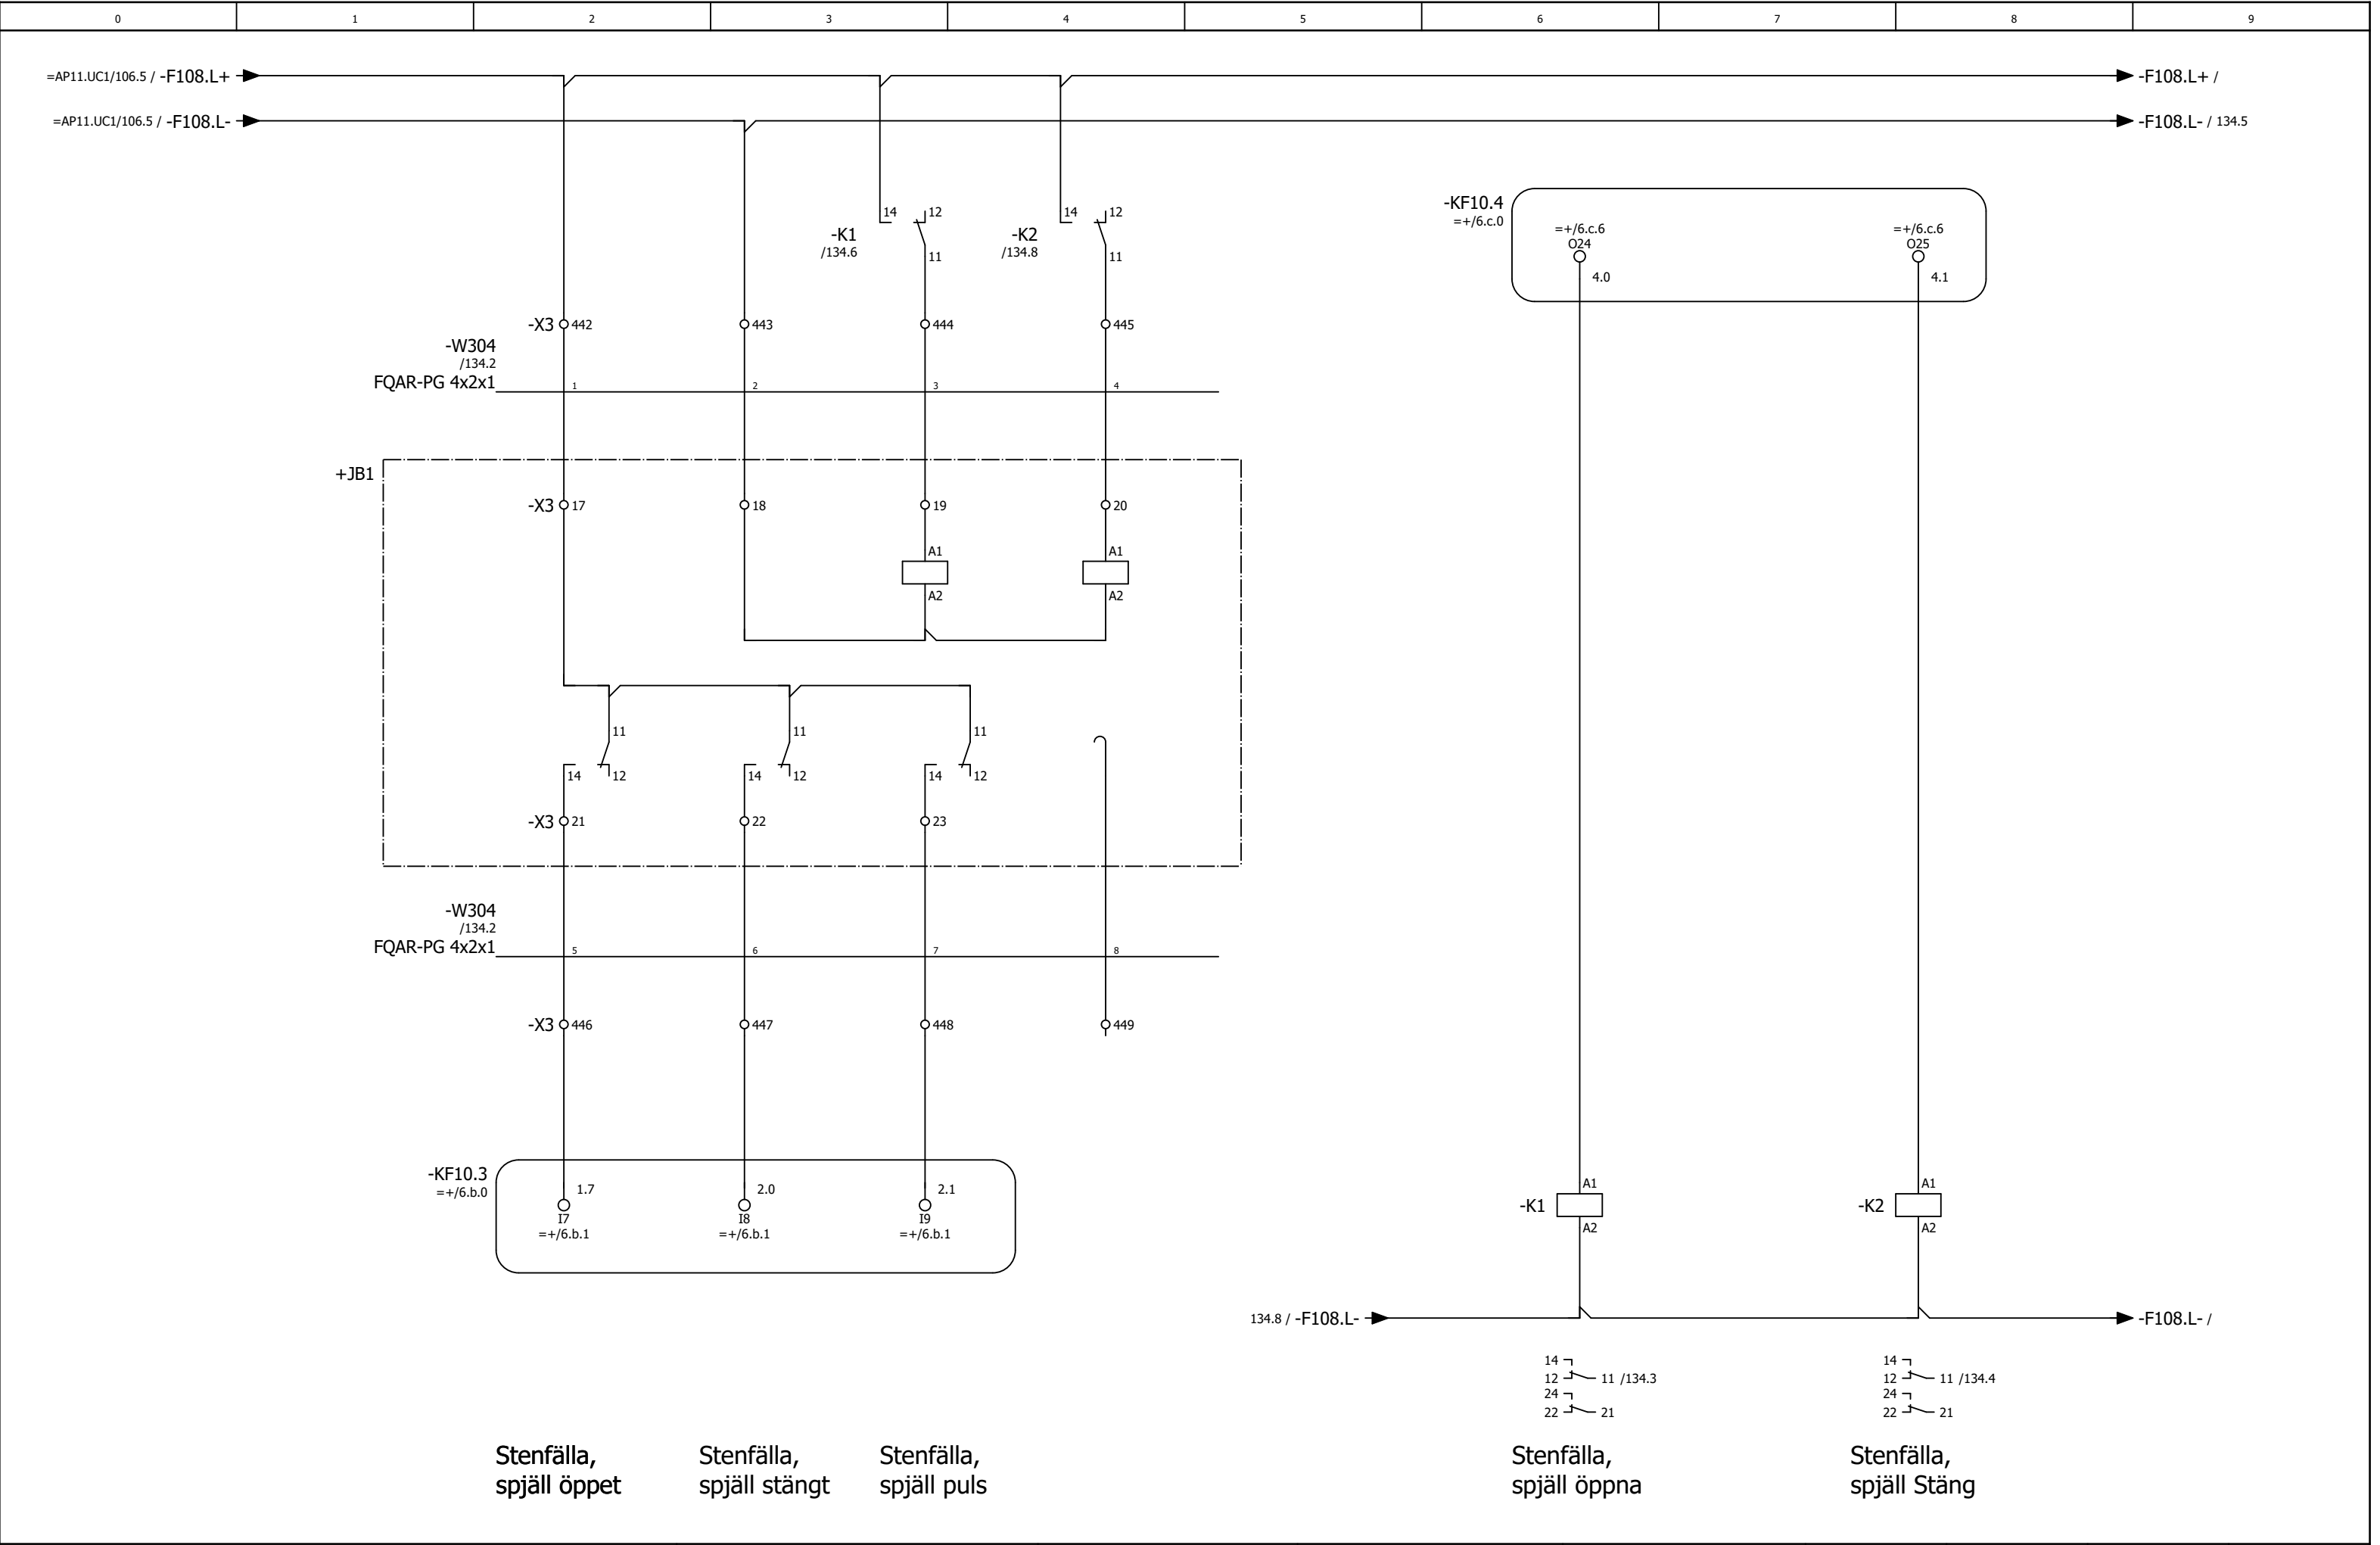 0 1 2 3 4 5 6 7 8 9
=AP11.UC1/106.5 / -F108.L+ -F108.L+ /
=AP11.UC1/106.5 / -F108.L- -F108.L- / 134.5
-KF10.4
=+/6.c.0
=+/6.c.6 =+/6.c.6
O24 O25
4.0 4.1
14 12 14 12
-K1 -K2
/134.6 /134.8
11 11
-X3 442 443 444 445
-W304
/134.2
FQAR-PG 4x2x1
1 2 3 4
+JB1
-X3 17 18 19 20
A1 A1
A2 A2
11 11 11
14 12 14 12 14 12
-X3 21 22 23
-W304
/134.2
FQAR-PG 4x2x1
5 6 7 8
-X3 446 447 448 449
-KF10.3
=+/6.b.0
1.7 2.0 2.1
I7 I8 I9
=+/6.b.1 =+/6.b.1 =+/6.b.1
A1 A1
-K1 -K2
A2 A2
134.8 / -F108.L- -F108.L- /
14 14
12 11 /134.3 12 11 /134.4
24 24
22 21 22 21
Stenfälla, Stenfälla, Stenfälla, Stenfälla, Stenfälla,
spjäll öppet spjäll stängt spjäll puls spjäll öppna spjäll Stäng